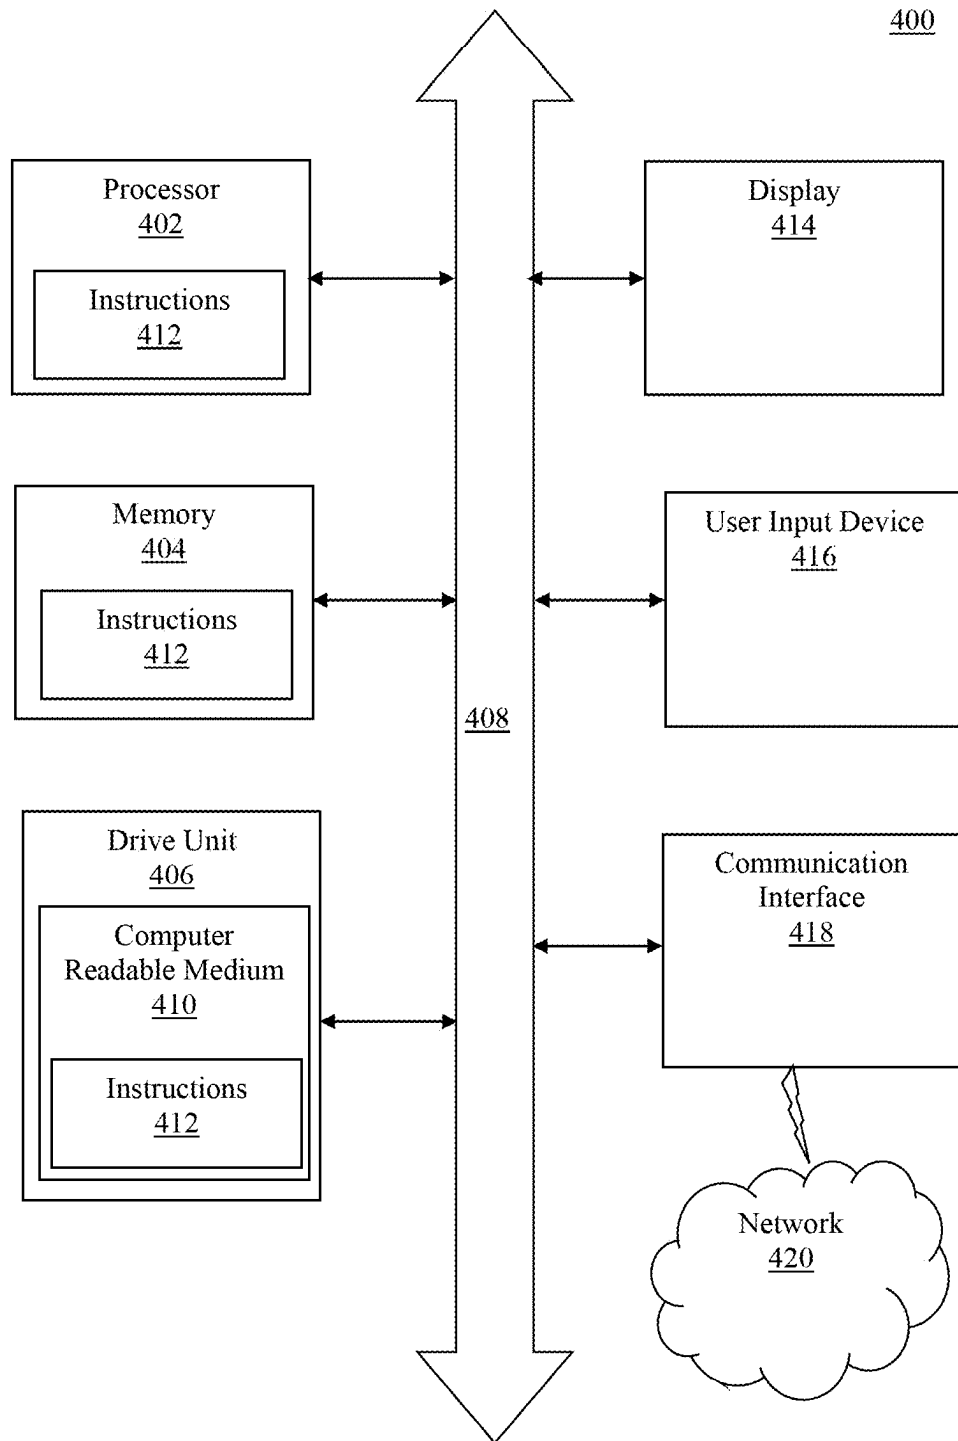 400
Processor
402
Instructions
412
Display
414
Memory
404
Instructions
412
User Input Device
416
408
Drive Unit
406
Computer
Readable Medium
410
Instructions
412
Communication
Interface
418
Network
420